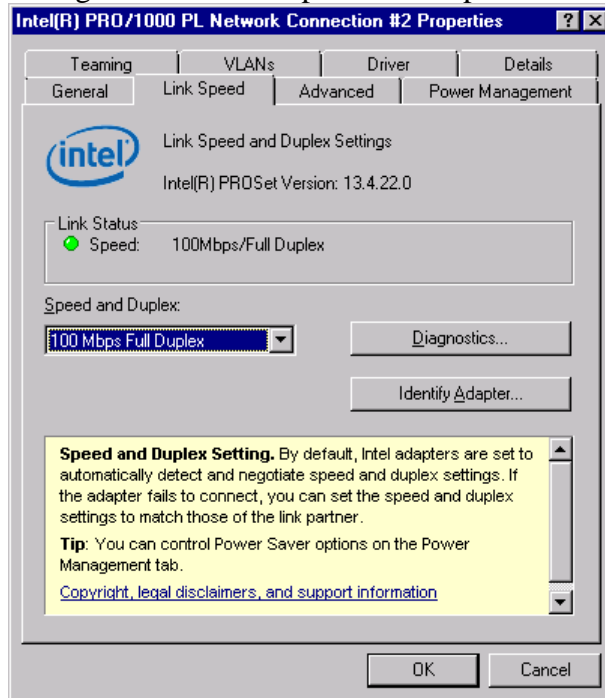 Intel(R) PRO/1000 PL Network Connection #2 Properties
Teaming VLANs Driver Details
General Link Speed Advanced Power Management
intel
Link Speed and Duplex Settings
Intel(R) PROSet Version: 13.4.22.0
Link Status
Speed: 100Mbps/Full Duplex
Speed and Duplex:
100 Mbps Full Duplex
Diagnostics...
Identify Adapter...
Speed and Duplex Setting. By default, Intel adapters are set to
automatically detect and negotiate speed and duplex settings. If
the adapter fails to connect, you can set the speed and duplex
settings to match those of the link partner.
Tip: You can control Power Saver options on the Power
Management tab.
Copyright, legal disclaimers, and support information
OK Cancel